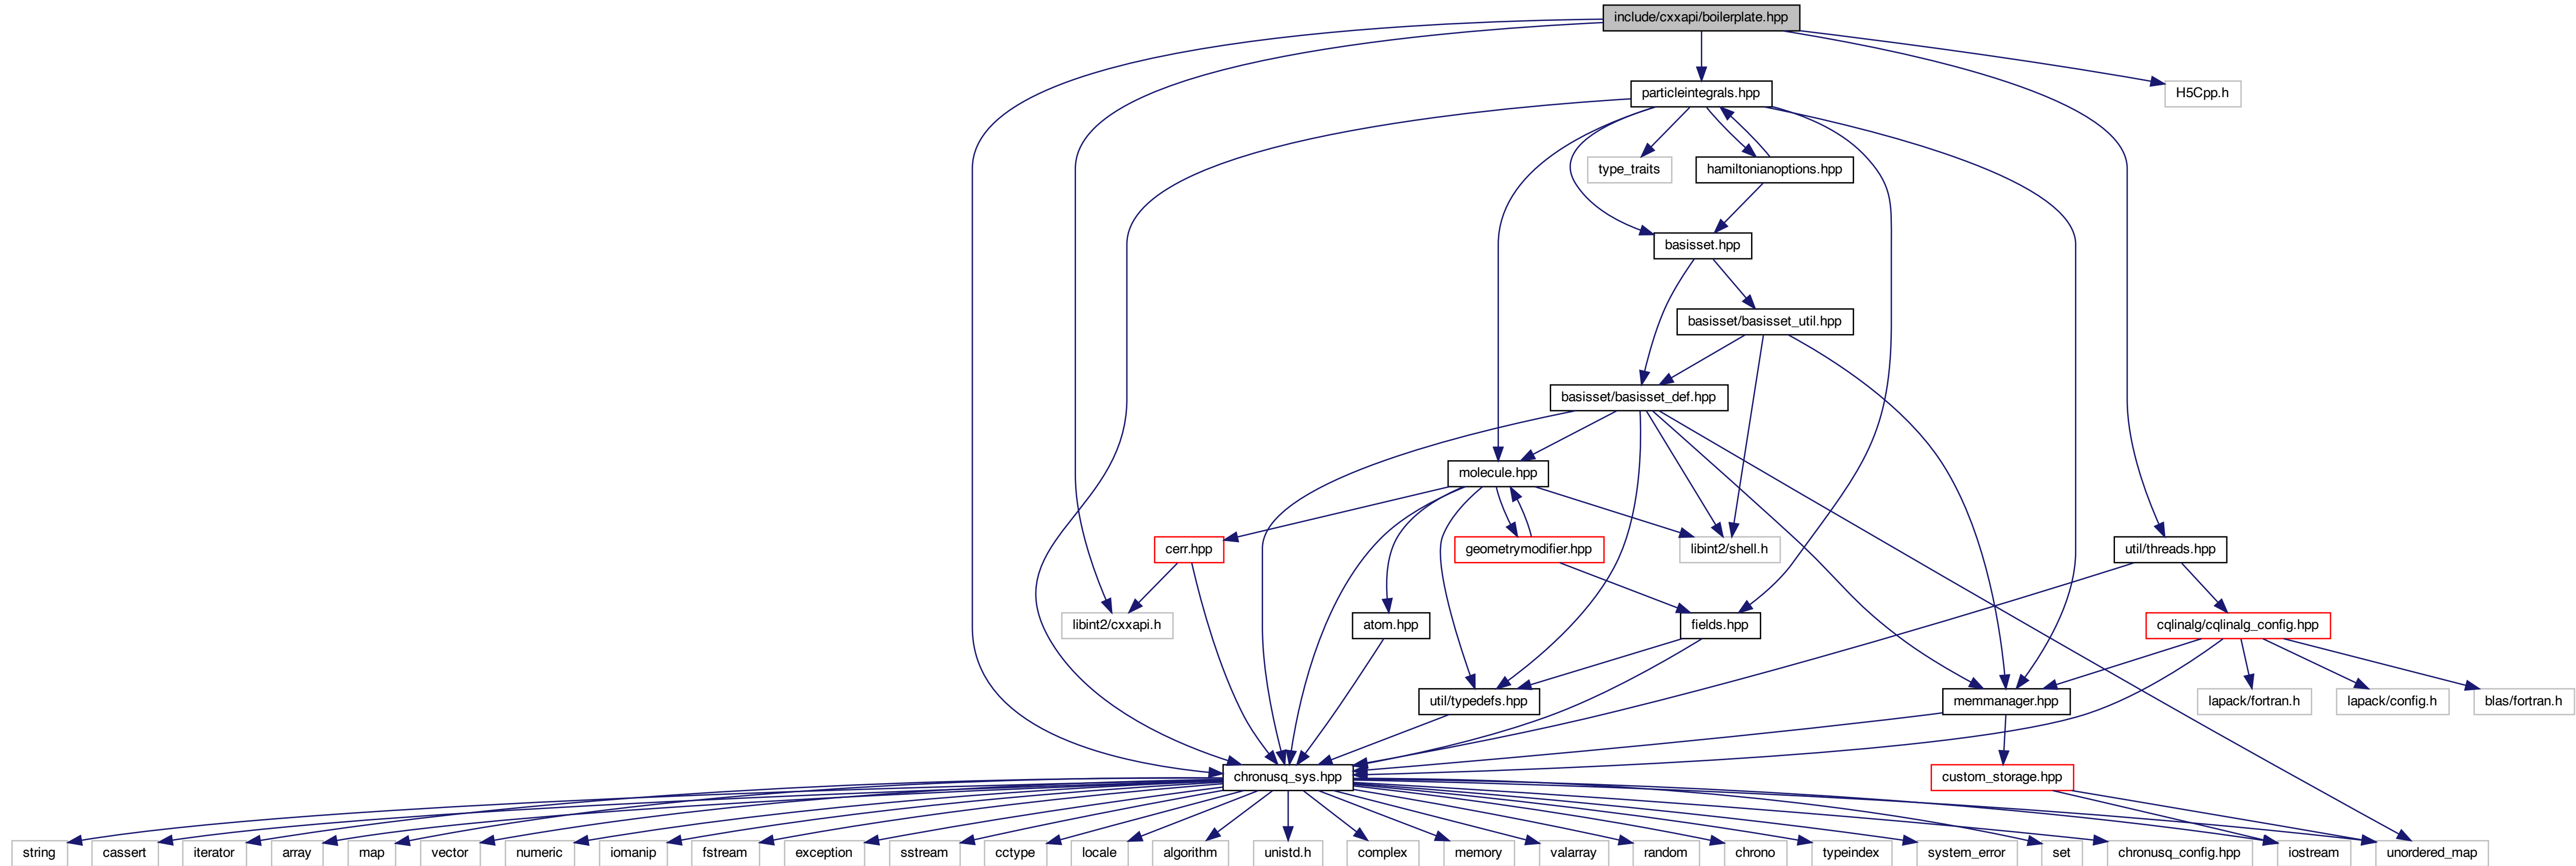 include/cxxapi/boilerplate.hpp
particleintegrals.hpp
H5Cpp.h
type_traits
hamiltonianoptions.hpp
basisset.hpp
basisset/basisset_util.hpp
basisset/basisset_def.hpp
molecule.hpp
cerr.hpp
geometrymodifier.hpp
libint2/shell.h
util/threads.hpp
libint2/cxxapi.h
atom.hpp
fields.hpp
cqlinalg/cqlinalg_config.hpp
util/typedefs.hpp
memmanager.hpp
lapack/fortran.h
lapack/config.h
blas/fortran.h
chronusq_sys.hpp
custom_storage.hpp
string
cassert
iterator
array
map
vector
numeric
iomanip
fstream
exception
sstream
cctype
locale
algorithm
unistd.h
complex
memory
valarray
random
chrono
typeindex
system_error
set
chronusq_config.hpp
iostream
unordered_map